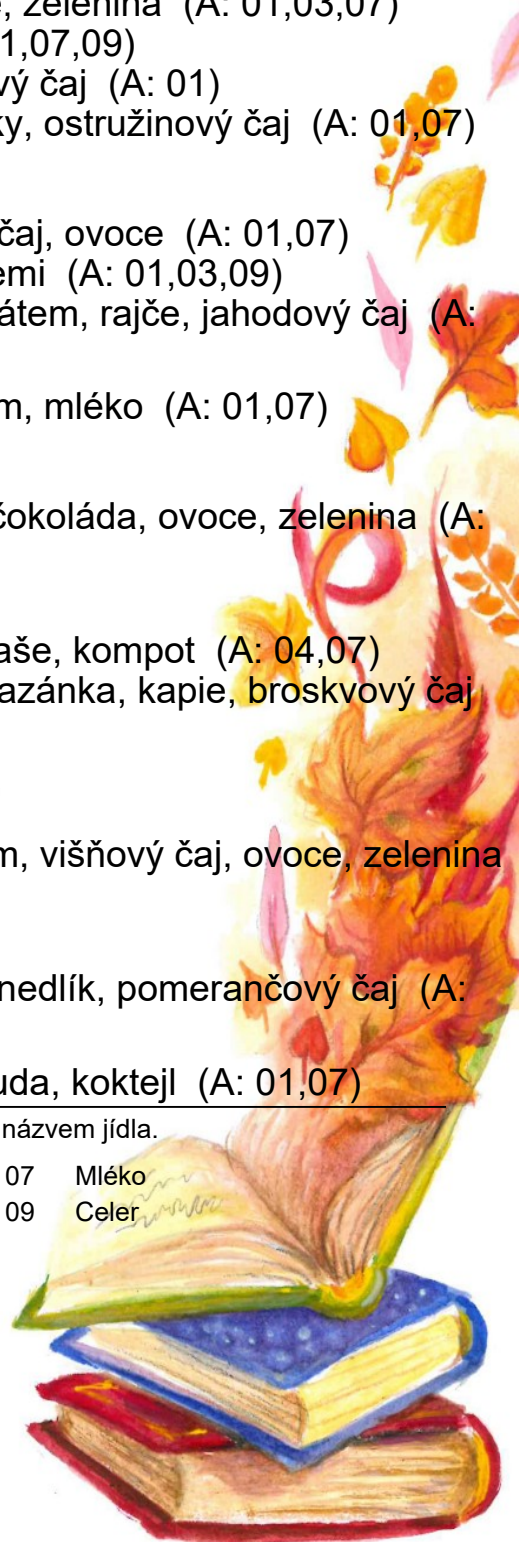 , zelenina (A: 01,03,07)
1,07,09)
vý čaj (A: 01)
ky, ostružinový čaj (A: 01,07)
čaj, ovoce (A: 01,07)
emi (A: 01,03,09)
átem, rajče, jahodový čaj (A:
m, mléko (A: 01,07)
čokoláda, ovoce, zelenina (A:
aše, kompot (A: 04,07)
azánka, kapie, broskvový čaj
m, višňový čaj, ovoce, zelenina
nedlík, pomerančový čaj (A:
uda, koktejl (A: 01,07)
názvem jídla.
07 Mléko
09 Celer